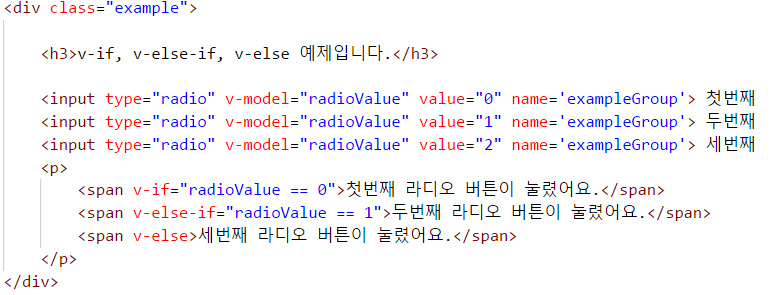 <div class="example">
<h3>v-if, v-else-if, v-else 예제입니다.</h3>
<input type="radio" v-model="radioValue" value="0" name='exampleGroup'> 첫번째
<input type="radio" v-model="radioValue" value="1" name='exampleGroup'> 두번째
<input type="radio" v-model="radioValue" value="2" name='exampleGroup'> 세번째
<p>
<span v-if="radioValue == 0">첫번째 라디오 버튼이 눌렸어요.</span>
<span v-else-if="radioValue == 1">두번째 라디오 버튼이 눌렸어요.</span>
<span v-else>세번째 라디오 버튼이 눌렸어요.</span>
</p>
</div>